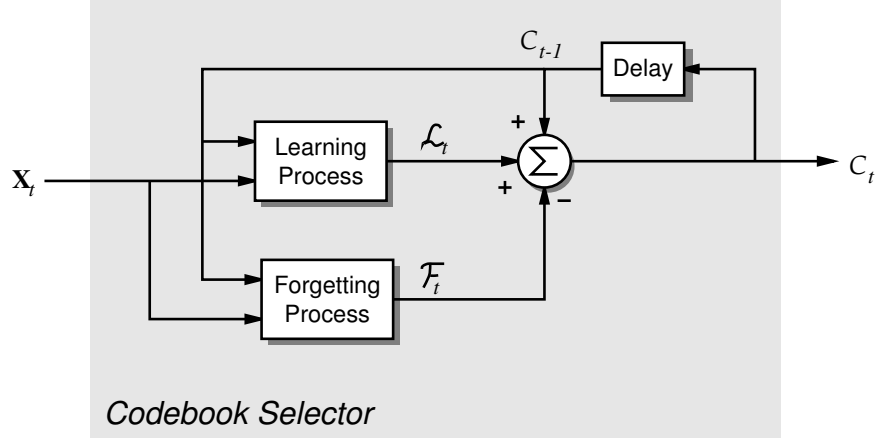 C_{t-1}
Delay
+
Learning
Process
ℒ_t
Σ
C_t
X_t
+
−
Forgetting
Process
ℱ_t
Codebook Selector